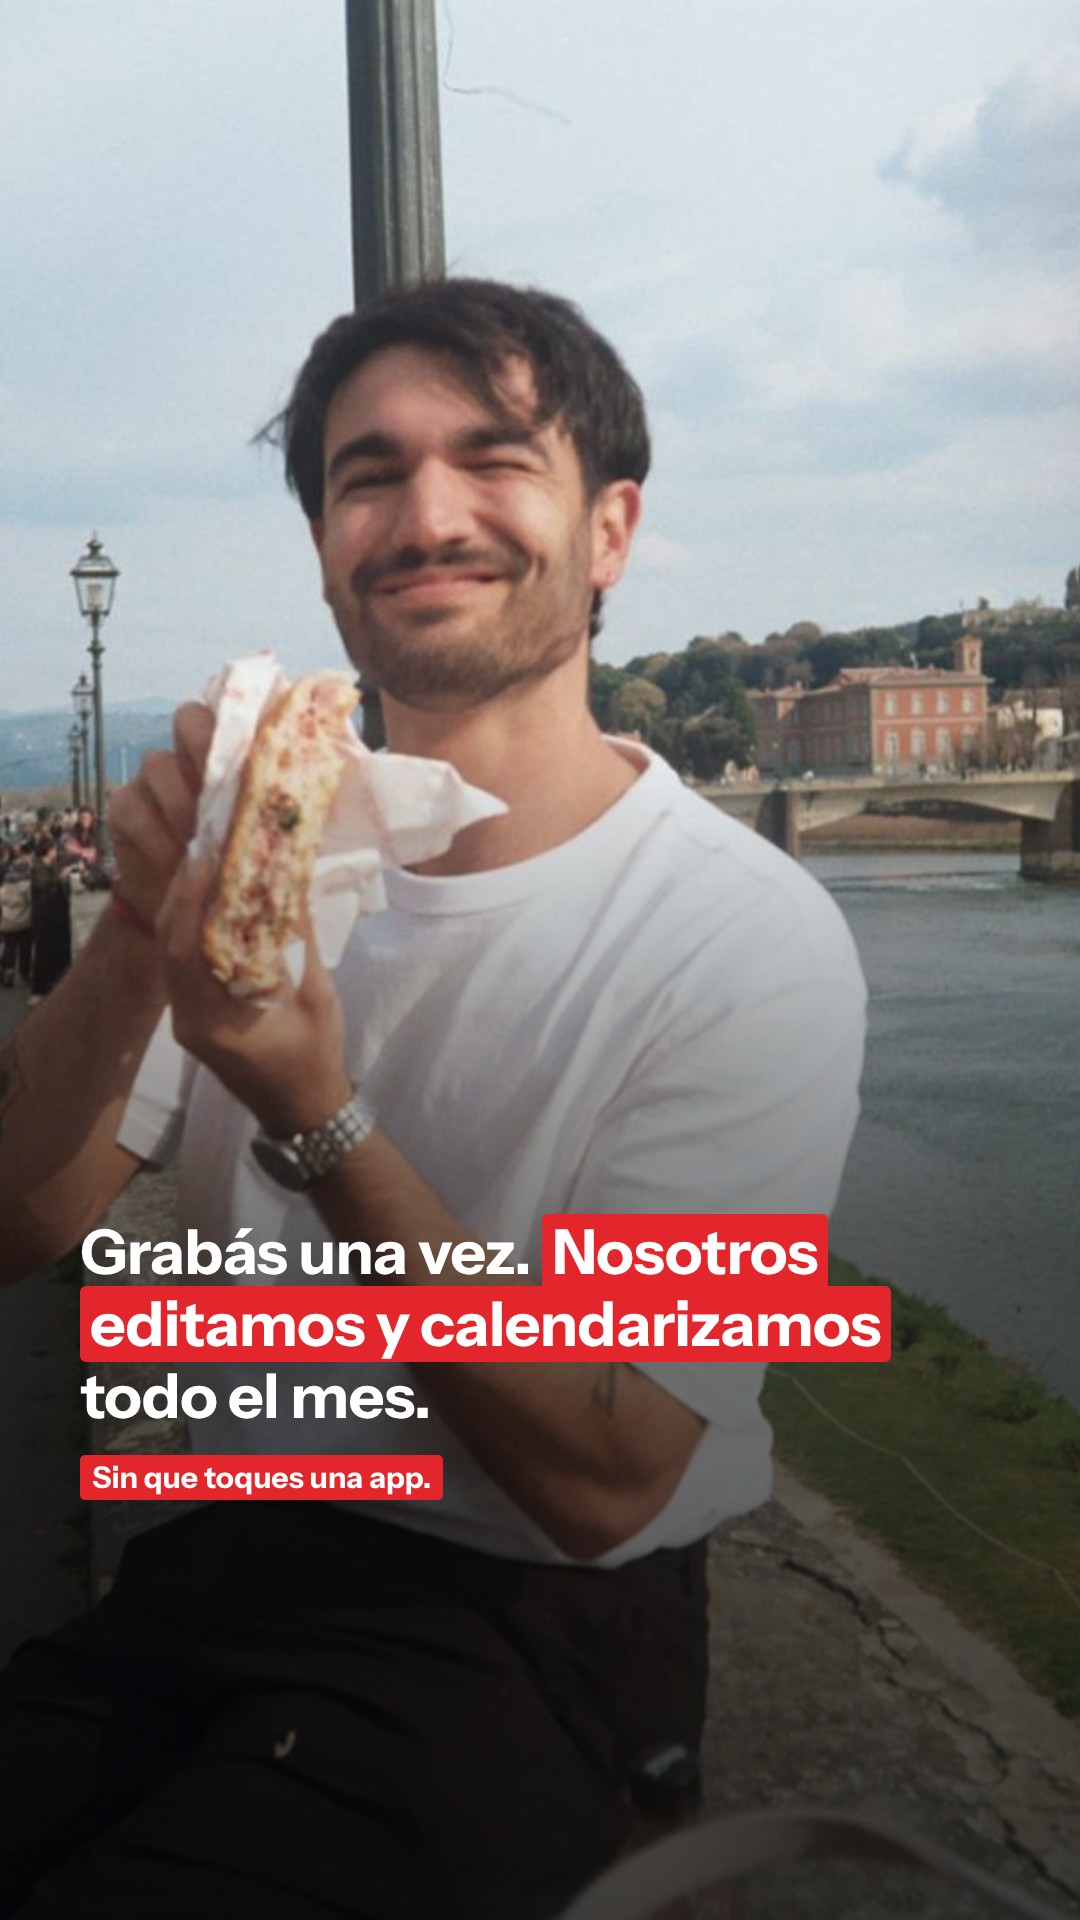 Grabás una vez. Nosotros
editamos y calendarizamos
todo el mes.
Sin que toques una app.